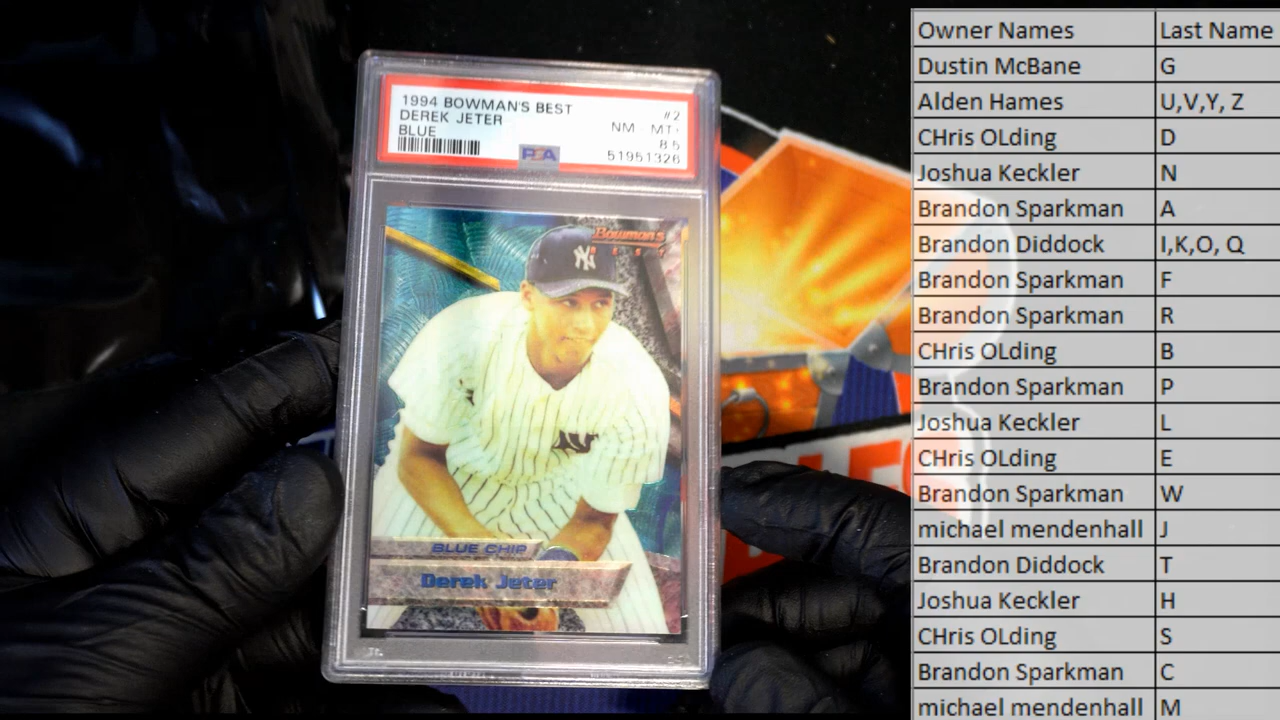 1994 BOWMAN'S BEST #2
DEREK JETER NM - MT+
BLUE 8.5
PSA 51951326
Bowman's
BEST
NY
NY
BLUE CHIP
Derek Jeter
Owner Names Last Name
Dustin McBane G
Alden Hames U,V,Y, Z
CHris OLding D
Joshua Keckler N
Brandon Sparkman A
Brandon Diddock I,K,O, Q
Brandon Sparkman F
Brandon Sparkman R
CHris OLding B
Brandon Sparkman P
Joshua Keckler L
CHris OLding E
Brandon Sparkman W
michael mendenhall J
Brandon Diddock T
Joshua Keckler H
CHris OLding S
Brandon Sparkman C
michael mendenhall M